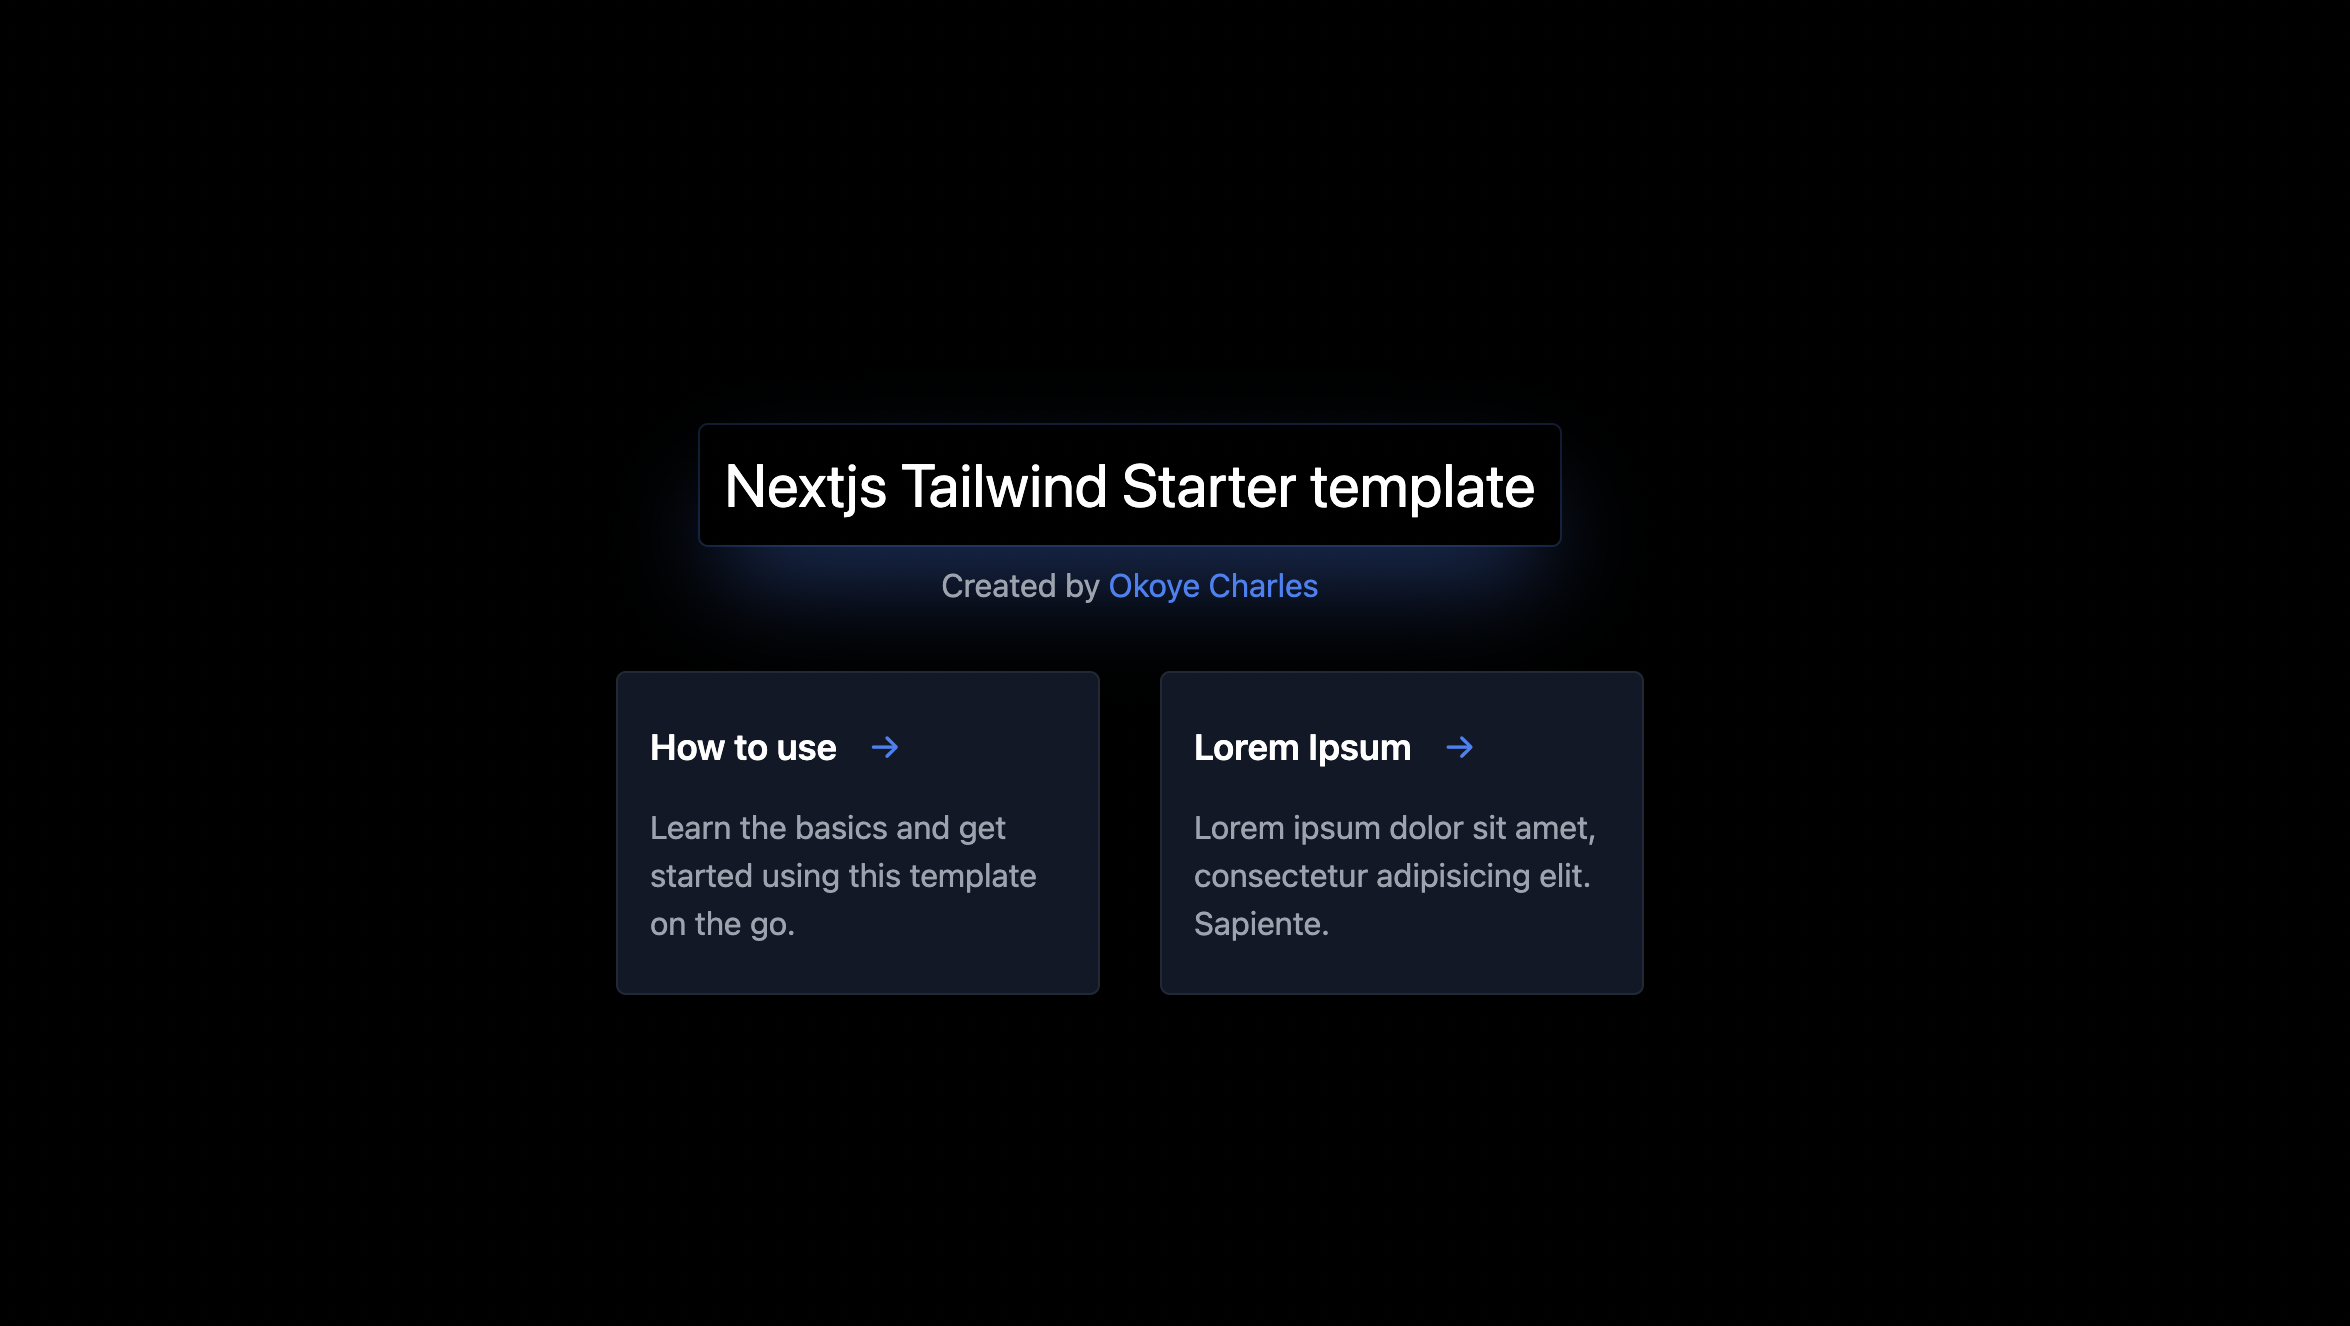 Nextjs Tailwind Starter template
Created by Okoye Charles
How to use →
Learn the basics and get
started using this template
on the go.
Lorem Ipsum →
Lorem ipsum dolor sit amet,
consectetur adipisicing elit.
Sapiente.